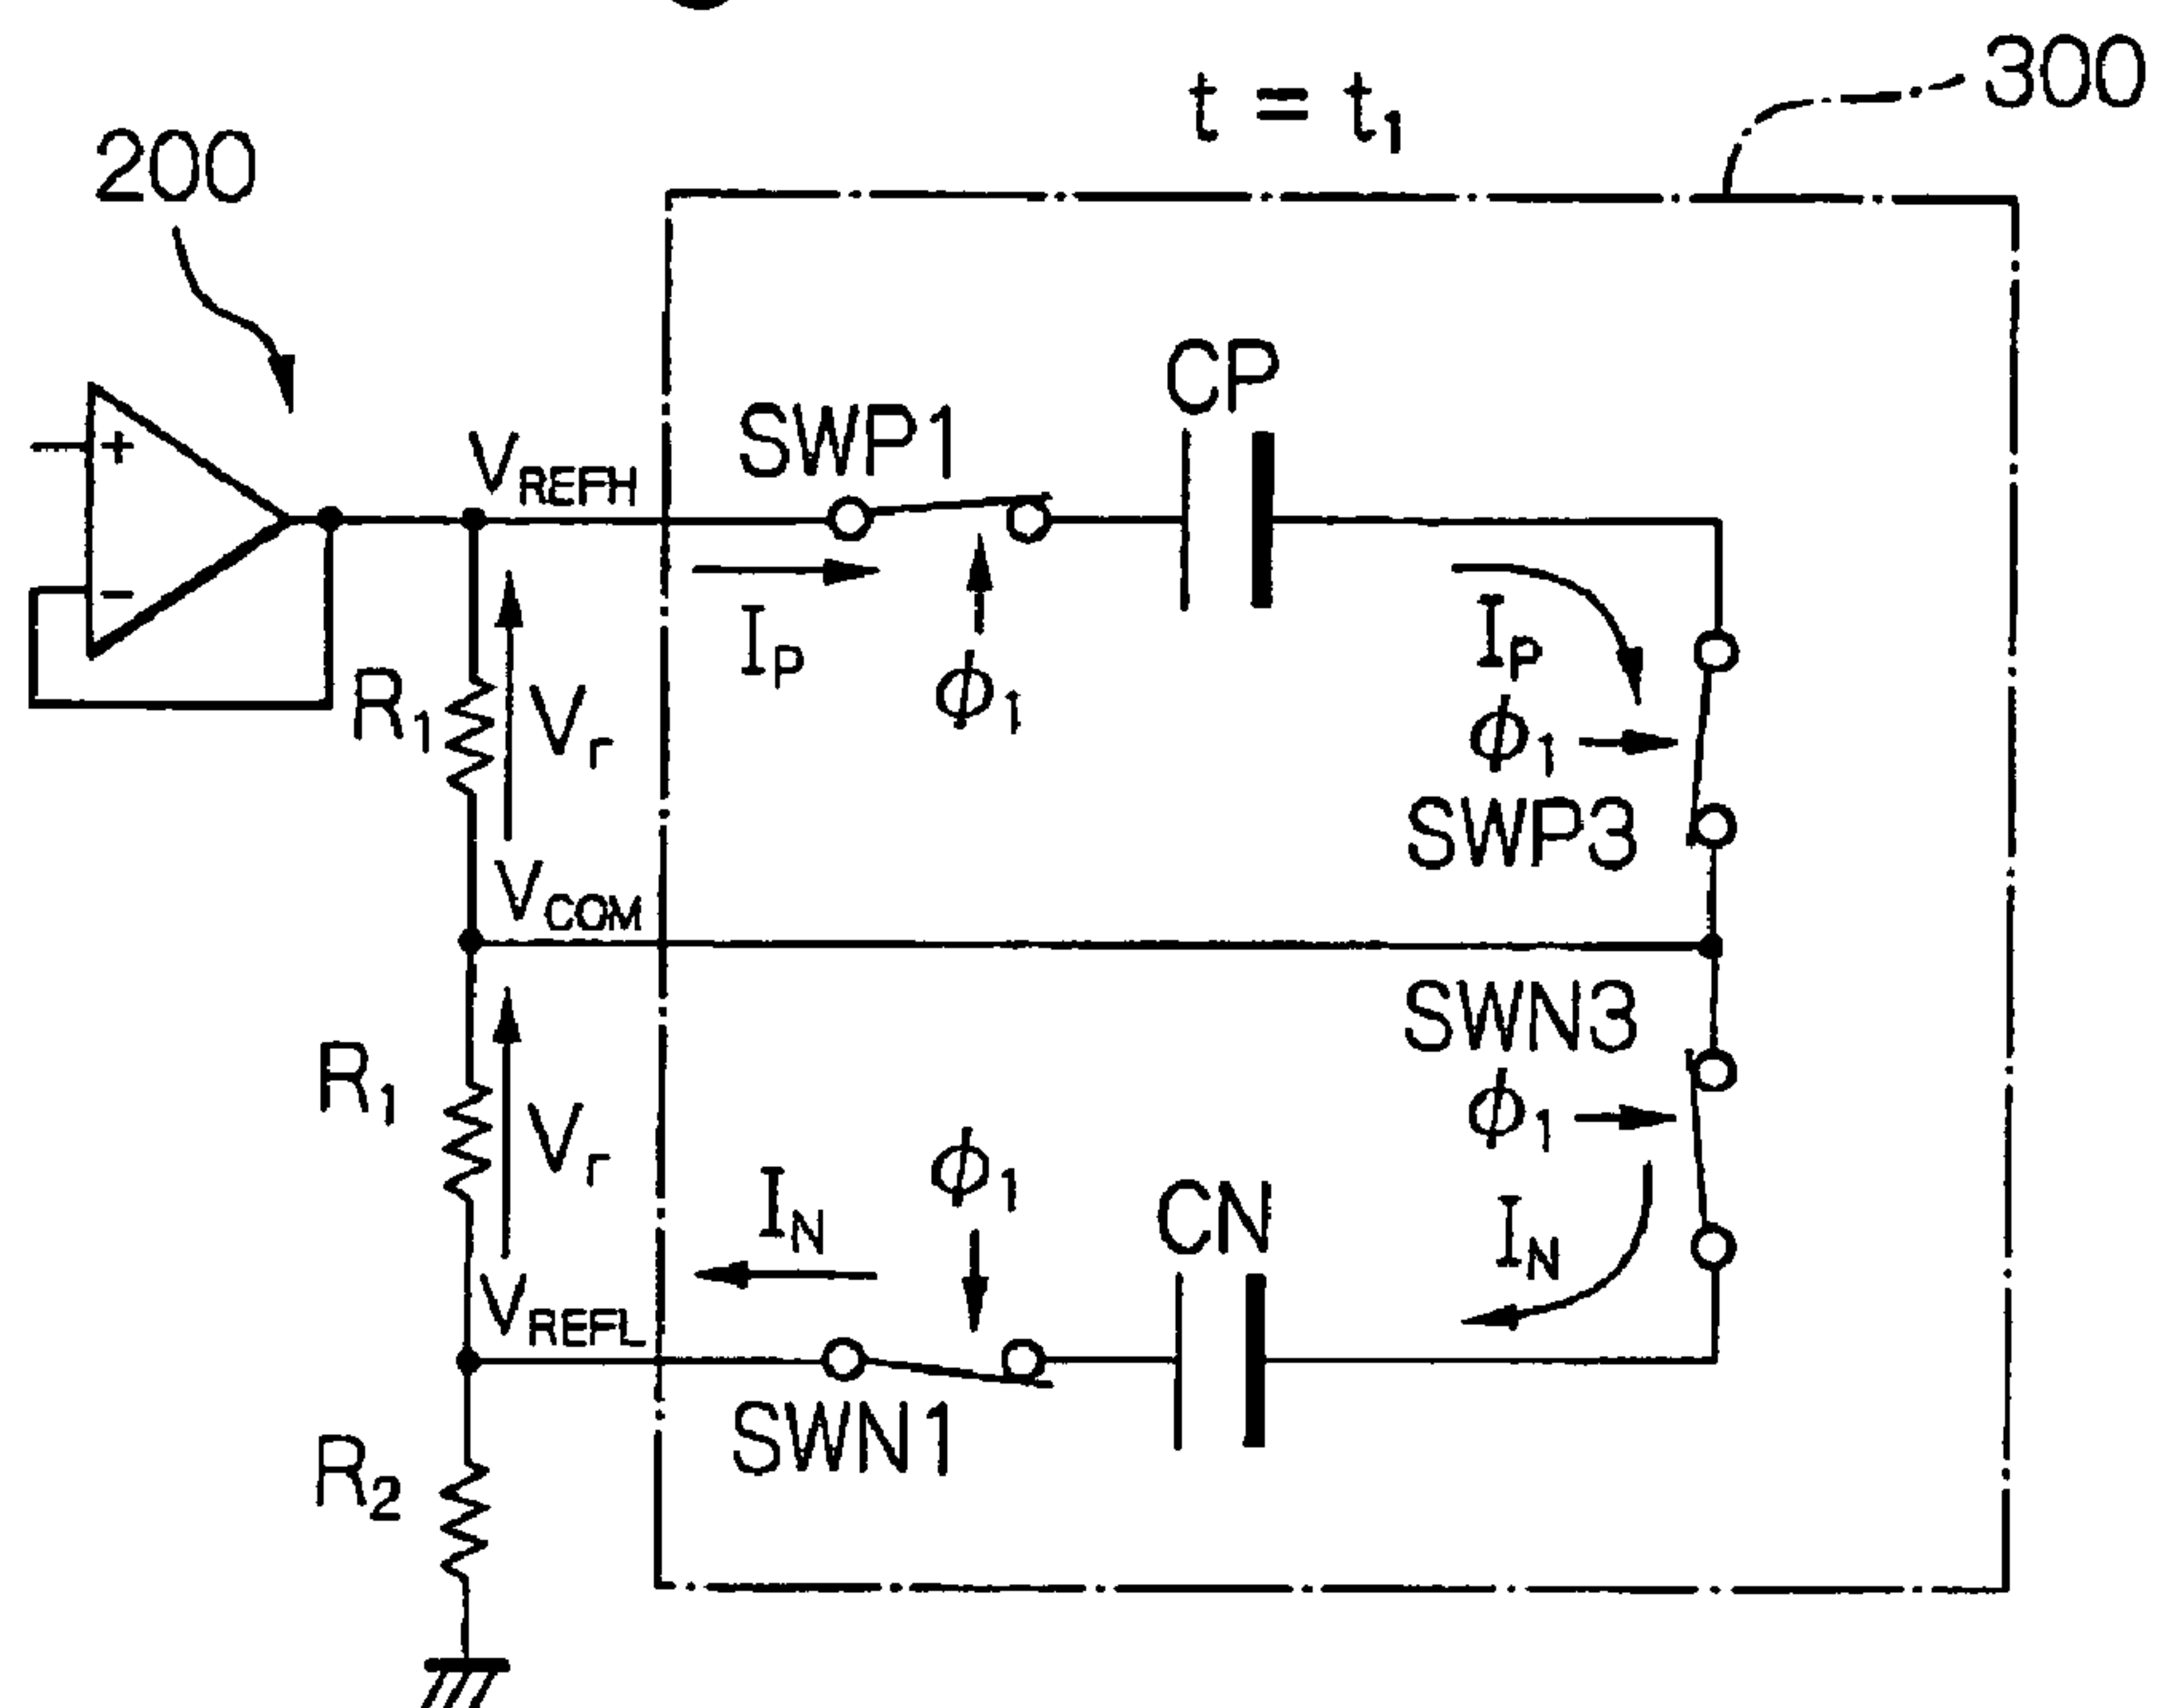 t = t1
300
200
CP
SWP1
+
VREFH
−
IP
IP
ϕ1
ϕ1
R1
Vr
SWP3
VCOM
SWN3
R1
Vr
ϕ1
ϕ1
IN
CN
IN
VREFL
SWN1
R2